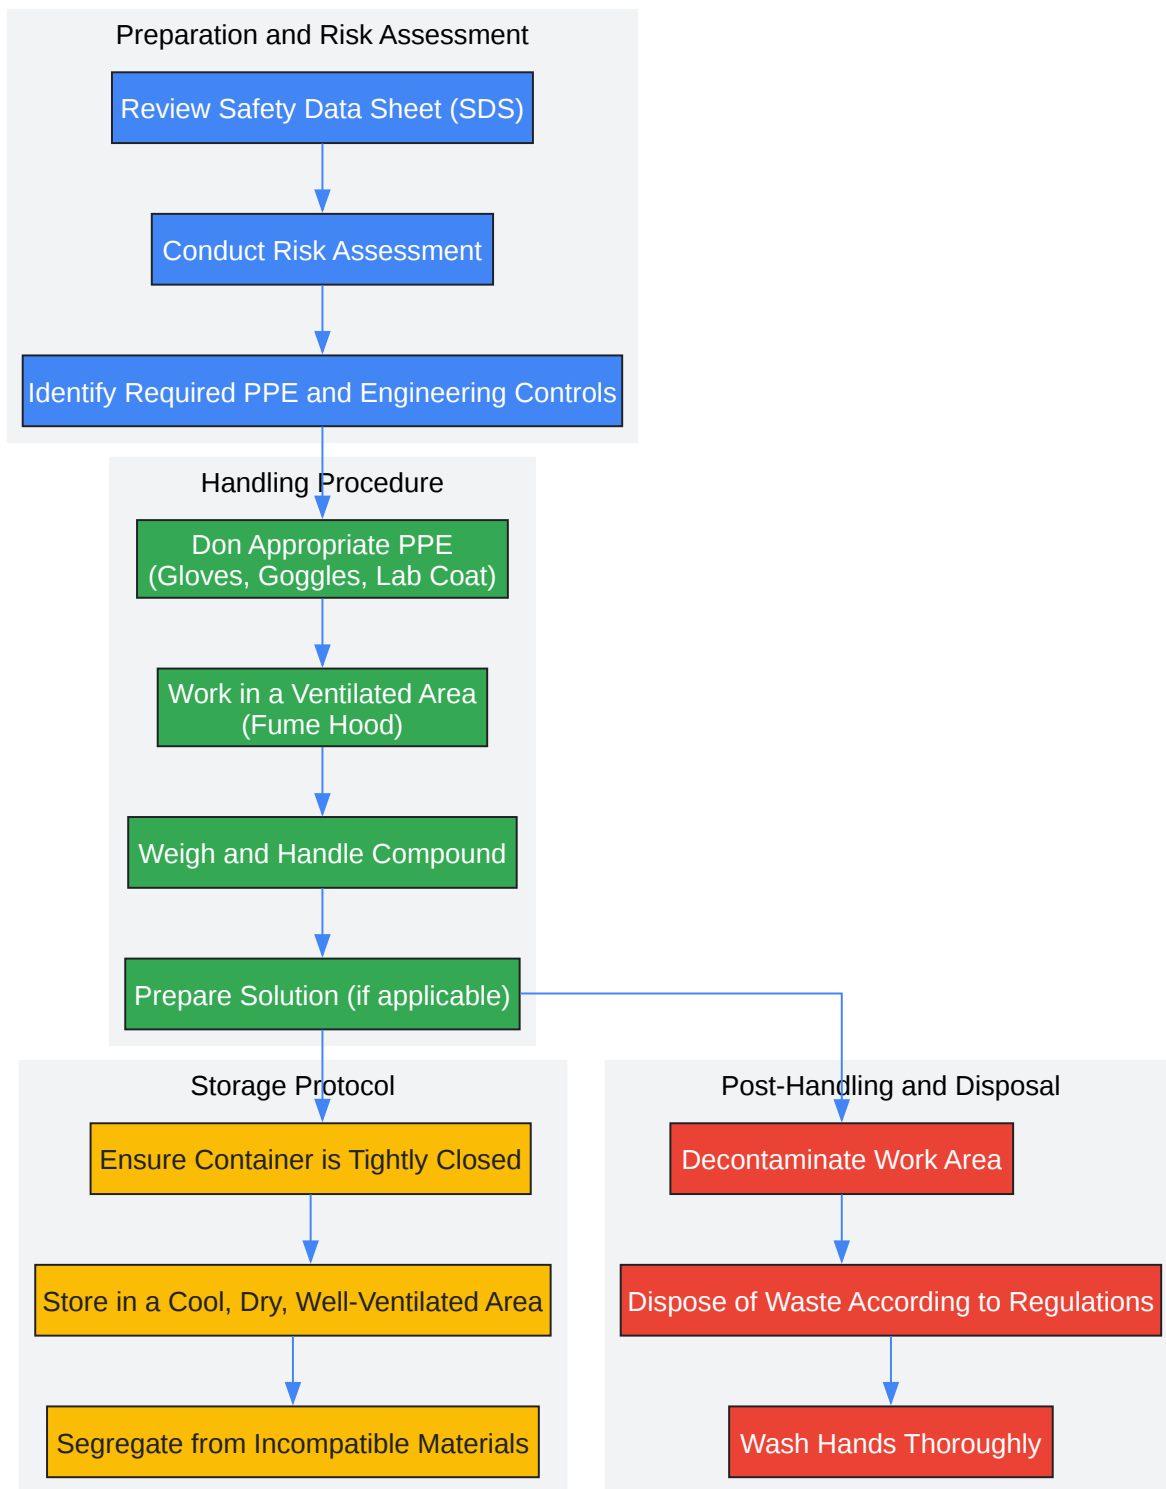 Preparation and Risk Assessment
Review Safety Data Sheet (SDS)
Conduct Risk Assessment
Identify Required PPE and Engineering Controls
Handling Procedure
Don Appropriate PPE
(Gloves, Goggles, Lab Coat)
Work in a Ventilated Area
(Fume Hood)
Weigh and Handle Compound
Prepare Solution (if applicable)
Storage Protocol
Ensure Container is Tightly Closed
Store in a Cool, Dry, Well-Ventilated Area
Segregate from Incompatible Materials
Post-Handling and Disposal
Decontaminate Work Area
Dispose of Waste According to Regulations
Wash Hands Thoroughly